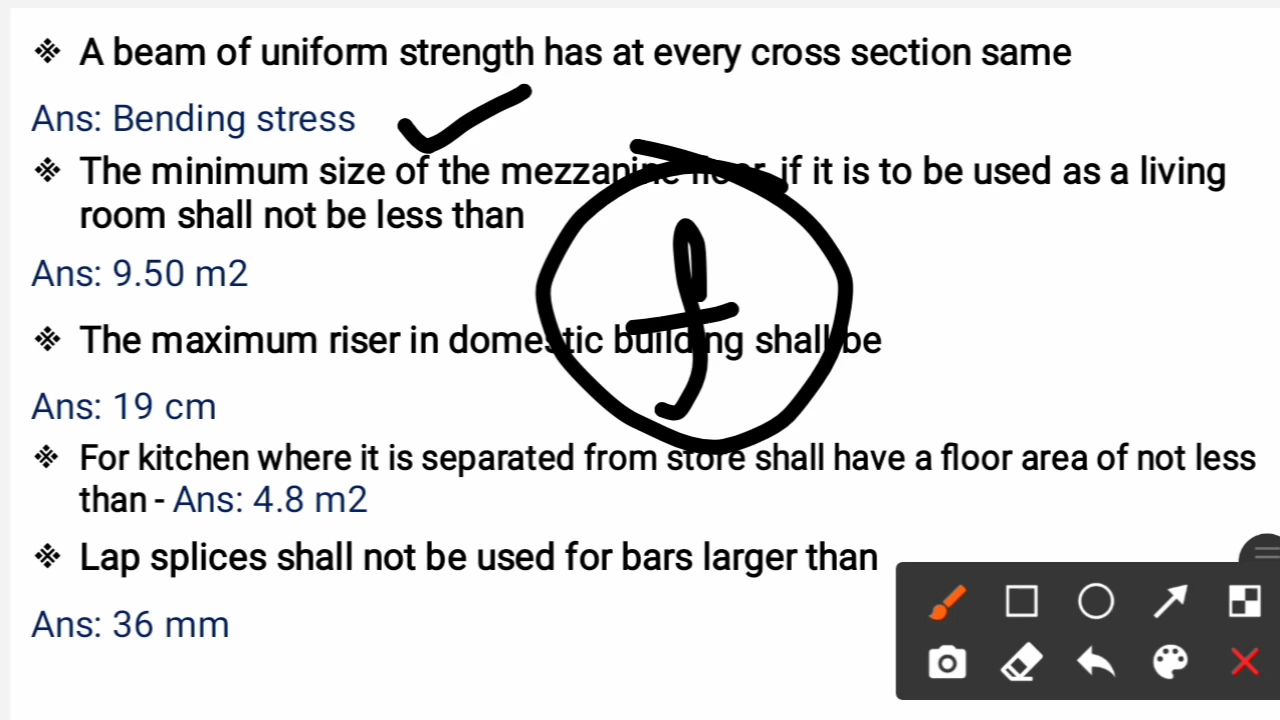 ❖ A beam of uniform strength has at every cross section same
Ans: Bending stress
❖ The minimum size of the mezzanine floor, if it is to be used as a living
room shall not be less than
Ans: 9.50 m2
❖ The maximum riser in domestic building shall be
Ans: 19 cm
❖ For kitchen where it is separated from store shall have a floor area of not less
than - Ans: 4.8 m2
❖ Lap splices shall not be used for bars larger than
Ans: 36 mm
f